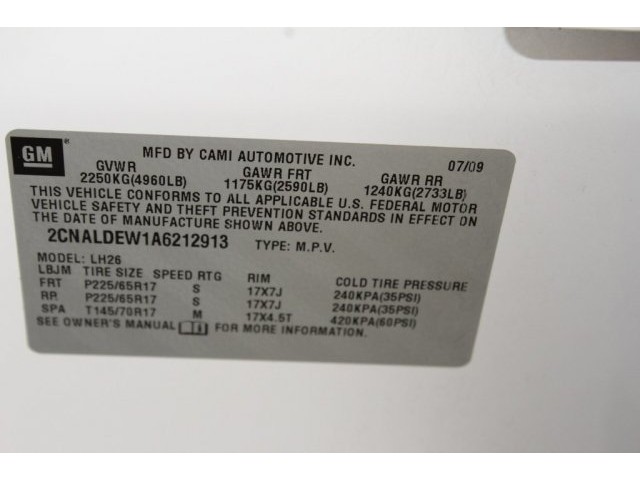 GM ® MFD BY CAMI AUTOMOTIVE INC. 07/09
GVWR GAWR FRT GAWR RR
2250KG(4960LB) 1175KG(2590LB) 1240KG(2733LB)
THIS VEHICLE CONFORMS TO ALL APPLICABLE U.S. FEDERAL MOTOR
VEHICLE SAFETY AND THEFT PREVENTION STANDARDS IN EFFECT ON
THE DATE OF MANUFACTURE SHOWN ABOVE.
2CNALDEW1A6212913 TYPE: M.P.V.
MODEL: LH26
LBJM TIRE SIZE SPEED RTG RIM COLD TIRE PRESSURE
FRT P225/65R17 S 17X7J 240KPA(35PSI)
RR P225/65R17 S 17X7J 240KPA(35PSI)
SPA T145/70R17 M 17X4.5T 420KPA(60PSI)
SEE OWNER'S MANUAL FOR MORE INFORMATION.